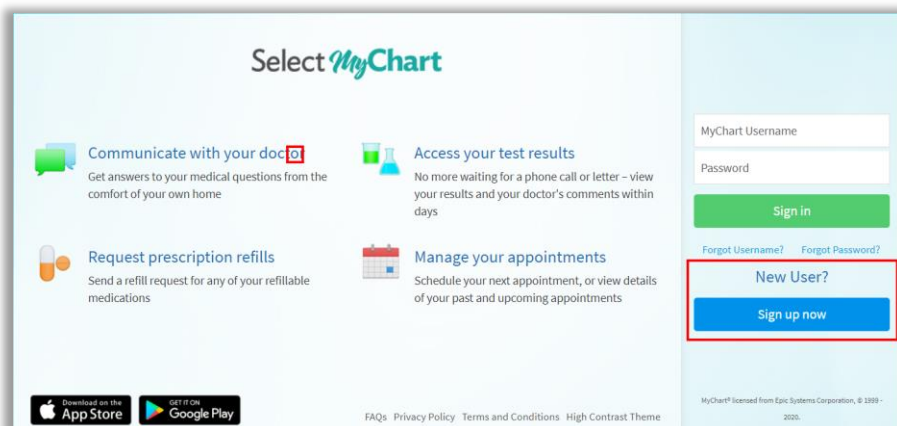 Select MyChart
Communicate with your doctor
Get answers to your medical questions from the
comfort of your own home
Access your test results
No more waiting for a phone call or letter – view
your results and your doctor's comments within
days
Request prescription refills
Send a refill request for any of your refillable
medications
Manage your appointments
Schedule your next appointment, or view details
of your past and upcoming appointments
MyChart Username
Password
Sign in
Forgot Username? Forgot Password?
New User?
Sign up now
Download on the
App Store
GET IT ON
Google Play
FAQs Privacy Policy Terms and Conditions High Contrast Theme
MyChart® licensed from Epic Systems Corporation, © 1999 -
2020.